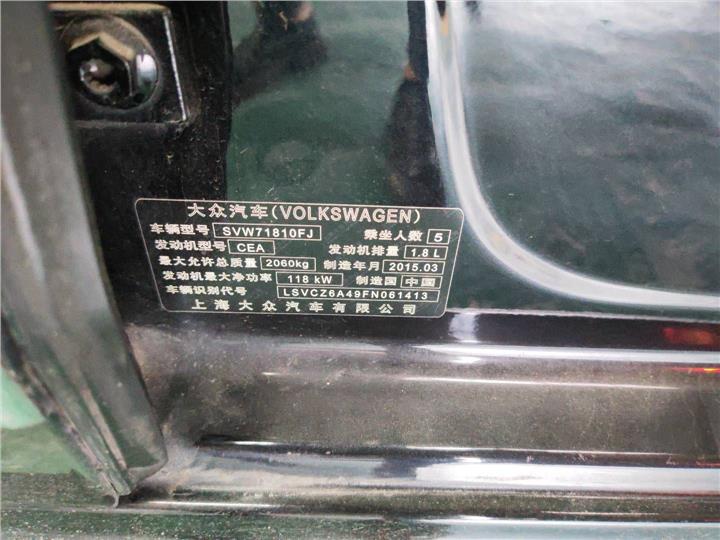 大众汽车(VOLKSWAGEN)
车辆型号 SVW71810FJ 乘坐人数 5
发动机型号 CEA 发动机排量 1.8 L
最大允许总质量 2060kg 制造年月 2015.03
发动机最大净功率 118 kW 制造国 中国
车辆识别代号 LSVCZ6A49FN061413
上海大众汽车有限公司